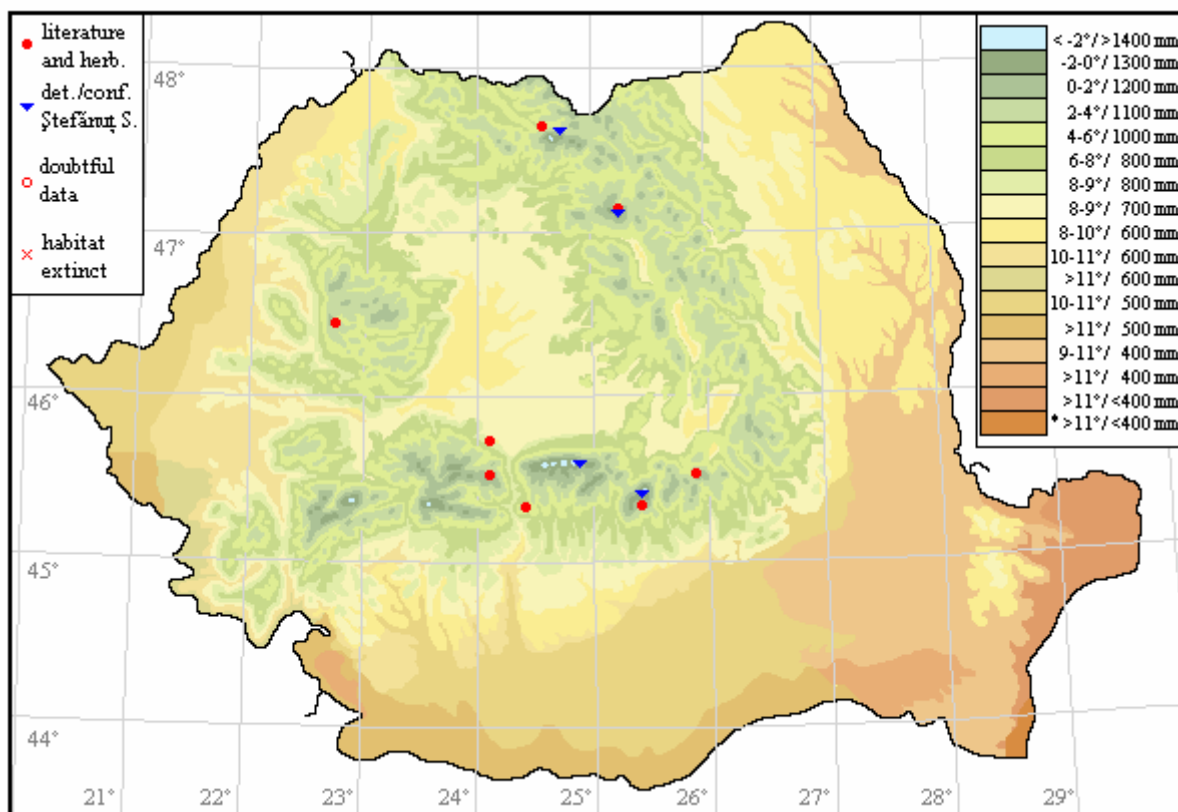 literature
and herb.
det./conf.
Ştefănuţ S.
doubtful
data
habitat
extinct
< -2°/>1400 mm
-2-0°/ 1300 mm
0-2°/ 1200 mm
2-4°/ 1100 mm
4-6°/ 1000 mm
6-8°/ 800 mm
8-9°/ 800 mm
8-9°/ 700 mm
8-10°/ 600 mm
10-11°/ 600 mm
>11°/ 600 mm
10-11°/ 500 mm
>11°/ 500 mm
9-11°/ 400 mm
>11°/ 400 mm
>11°/ <400 mm
* >11°/ <400 mm
48°
47°
46°
45°
44°
21° 22° 23° 24° 25° 26° 27° 28° 29°